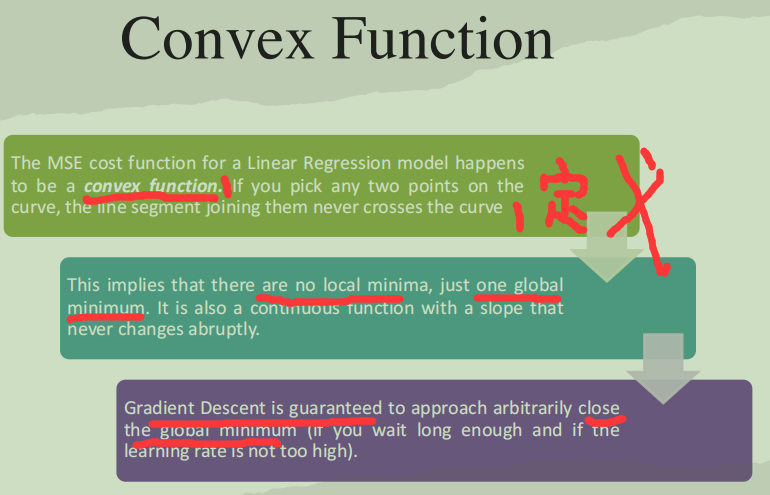 Convex Function
The MSE cost function for a Linear Regression model happens
to be a convex function. If you pick any two points on the
curve, the line segment joining them never crosses the curve
定义
This implies that there are no local minima, just one global
minimum. It is also a continuous function with a slope that
never changes abruptly.
Gradient Descent is guaranteed to approach arbitrarily close
the global minimum (if you wait long enough and if the
learning rate is not too high).